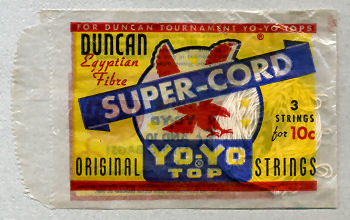 FOR DUNCAN TOURNAMENT YO-YO TOPS
DUNCAN
Egyptian
Fibre
SUPER-CORD
®
3
STRINGS
for 10c
ORIGINAL YO-YO STRINGS
TOP